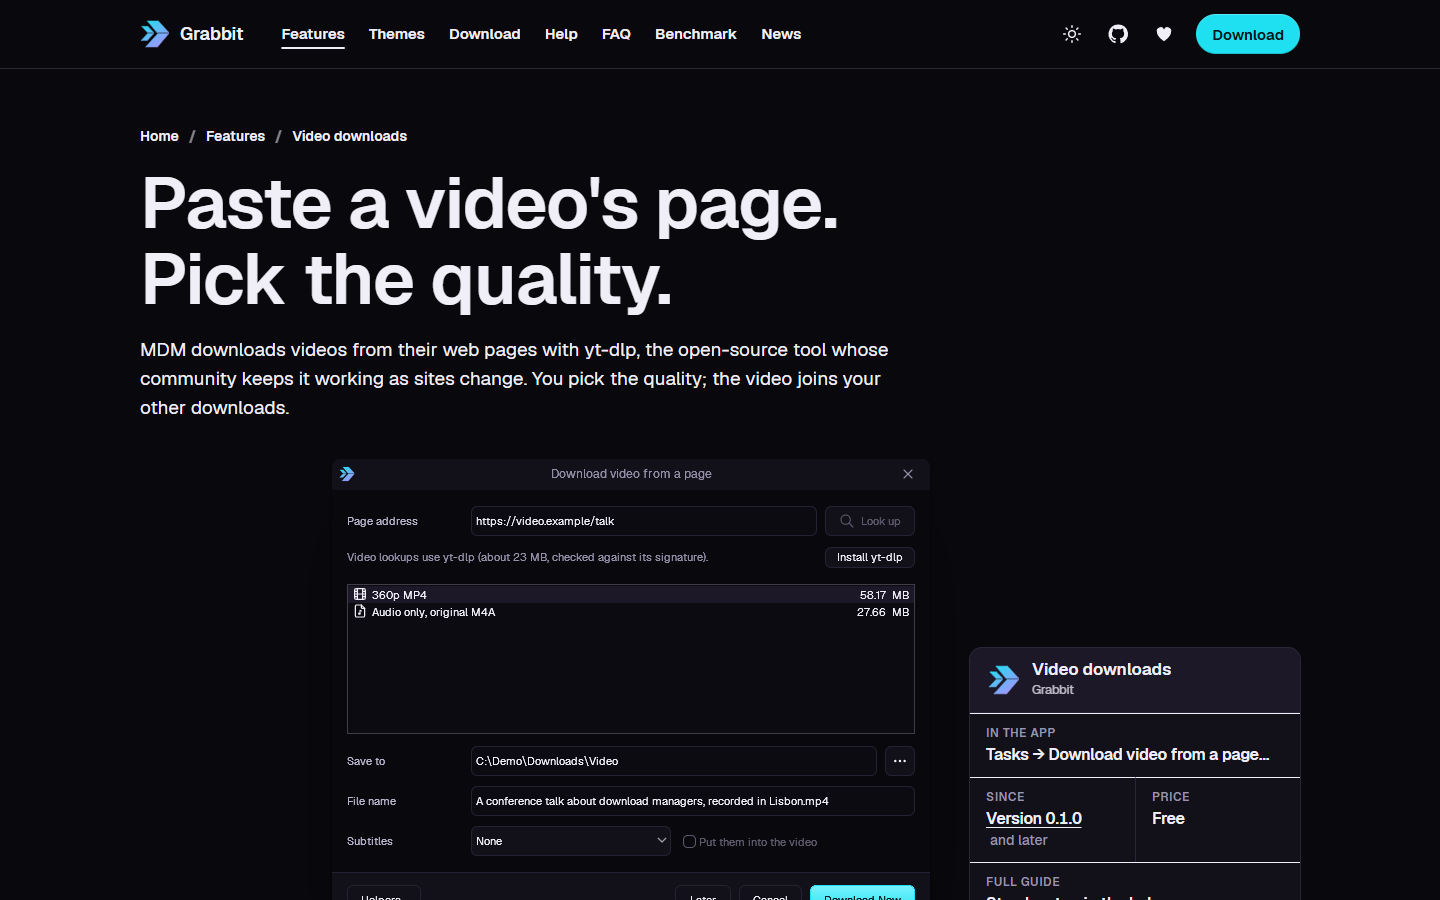 Grabbit
Features
Themes
Download
Help
FAQ
Benchmark
News
Download
Home / Features / Video downloads
Paste a video's page.
Pick the quality.
MDM downloads videos from their web pages with yt-dlp, the open-source tool whose
community keeps it working as sites change. You pick the quality; the video joins your
other downloads.
Download video from a page
Page address
https://video.example/talk
Look up
Video lookups use yt-dlp (about 23 MB, checked against its signature).
Install yt-dlp
360p MP4 58.17 MB
Audio only, original M4A 27.66 MB
Save to
C:\Demo\Downloads\Video
File name
A conference talk about download managers, recorded in Lisbon.mp4
Subtitles
None
Put them into the video
Helpers
Later
Cancel
Download Now
Video downloads
Grabbit
IN THE APP
Tasks → Download video from a page...
SINCE
Version 0.1.0
and later
PRICE
Free
FULL GUIDE